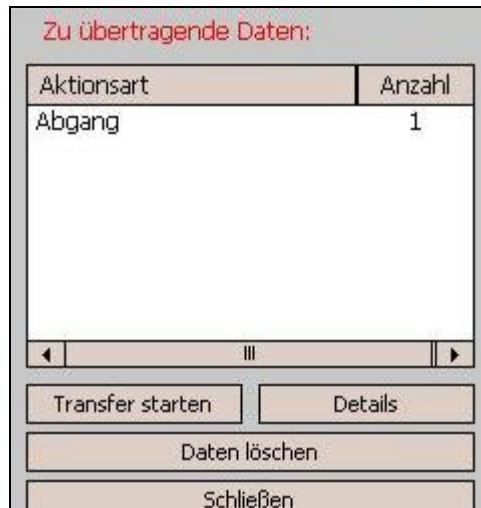 Zu übertragende Daten:
Aktionsart Anzahl
Abgang 1
Transfer starten Details
Daten löschen
Schließen